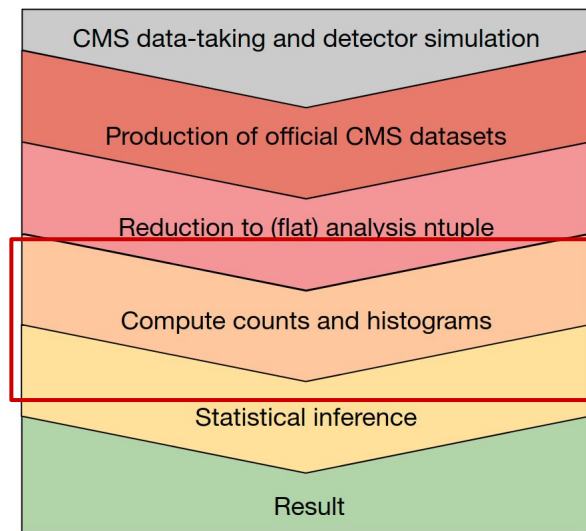 CMS data-taking and detector simulation
Production of official CMS datasets
Reduction to (flat) analysis ntuple
Compute counts and histograms
Statistical inference
Result